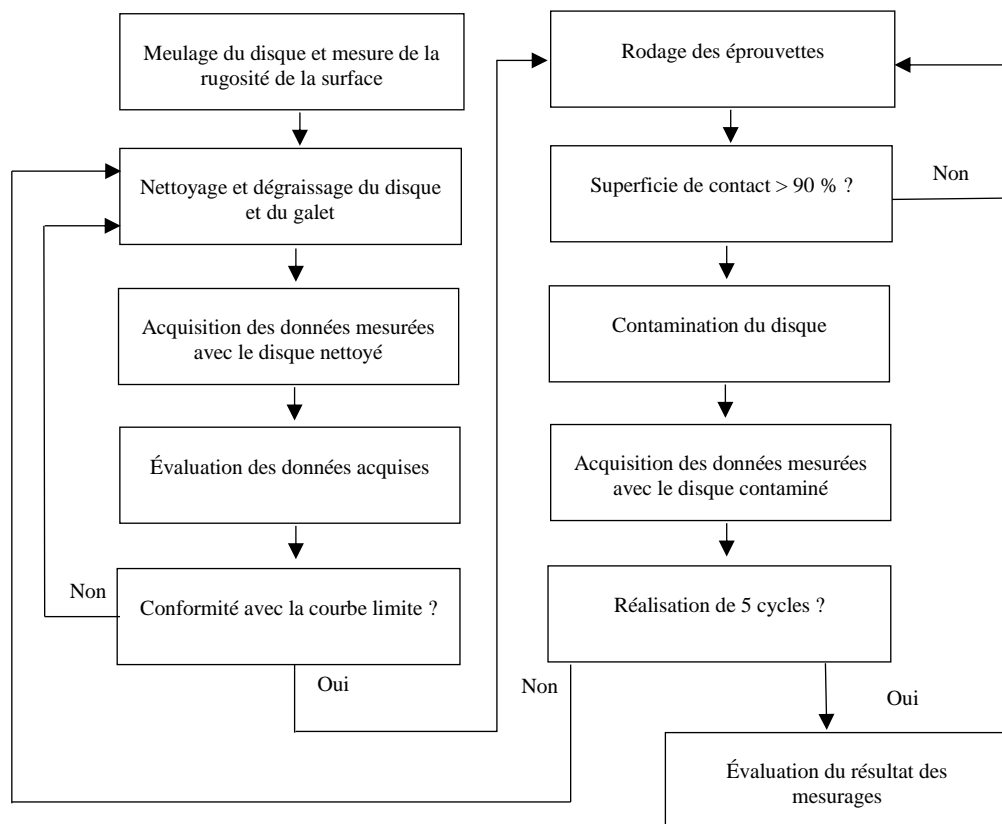 Meulage du disque et mesure de la
rugosité de la surface
Nettoyage et dégraissage du disque
et du galet
Acquisition des données mesurées
avec le disque nettoyé
Évaluation des données acquises
Non
Conformité avec la courbe limite ?
Oui
Rodage des éprouvettes
Superficie de contact > 90 % ?
Non
Contamination du disque
Acquisition des données mesurées
avec le disque contaminé
Réalisation de 5 cycles ?
Non
Oui
Évaluation du résultat des
mesurages